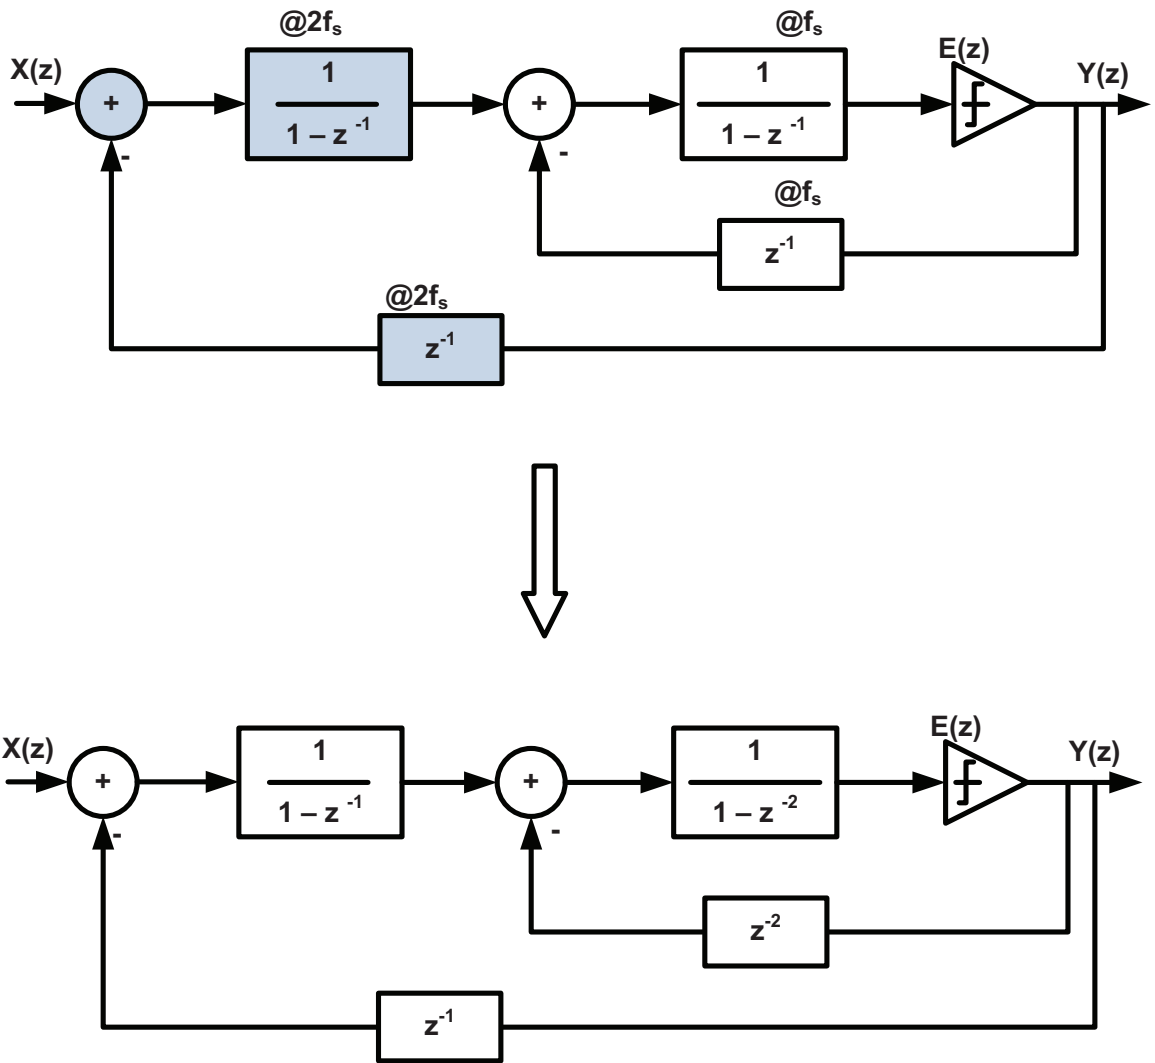 @2fₛ
@fₛ
X(z)
+
1
1 – z ⁻¹
+
1
1 – z ⁻¹
E(z)
Y(z)
-
-
@fₛ
z⁻¹
@2fₛ
z⁻¹
X(z)
+
1
1 – z ⁻¹
+
1
1 – z ⁻²
E(z)
Y(z)
-
-
z⁻²
z⁻¹